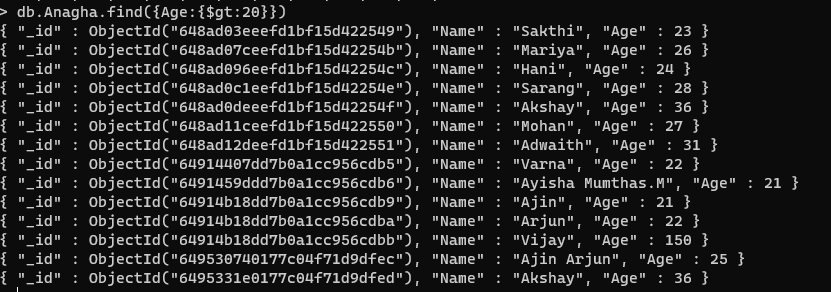 > db.Anagha.find({Age:{$gt:20}})
{ "_id" : ObjectId("648ad03eeefd1bf15d422549"), "Name" : "Sakthi", "Age" : 23 }
{ "_id" : ObjectId("648ad07ceefd1bf15d42254b"), "Name" : "Mariya", "Age" : 26 }
{ "_id" : ObjectId("648ad096eefd1bf15d42254c"), "Name" : "Hani", "Age" : 24 }
{ "_id" : ObjectId("648ad0c1eefd1bf15d42254e"), "Name" : "Sarang", "Age" : 28 }
{ "_id" : ObjectId("648ad0deeefd1bf15d42254f"), "Name" : "Akshay", "Age" : 36 }
{ "_id" : ObjectId("648ad11ceefd1bf15d422550"), "Name" : "Mohan", "Age" : 27 }
{ "_id" : ObjectId("648ad12deefd1bf15d422551"), "Name" : "Adwaith", "Age" : 31 }
{ "_id" : ObjectId("64914407dd7b0a1cc956cdb5"), "Name" : "Varna", "Age" : 22 }
{ "_id" : ObjectId("6491459ddd7b0a1cc956cdb6"), "Name" : "Ayisha Mumthas.M", "Age" : 21 }
{ "_id" : ObjectId("64914b18dd7b0a1cc956cdb9"), "Name" : "Ajin", "Age" : 21 }
{ "_id" : ObjectId("64914b18dd7b0a1cc956cdba"), "Name" : "Arjun", "Age" : 22 }
{ "_id" : ObjectId("64914b18dd7b0a1cc956cdbb"), "Name" : "Vijay", "Age" : 150 }
{ "_id" : ObjectId("649530740177c04f71d9dfec"), "Name" : "Ajin Arjun", "Age" : 25 }
{ "_id" : ObjectId("6495331e0177c04f71d9dfed"), "Name" : "Akshay", "Age" : 36 }